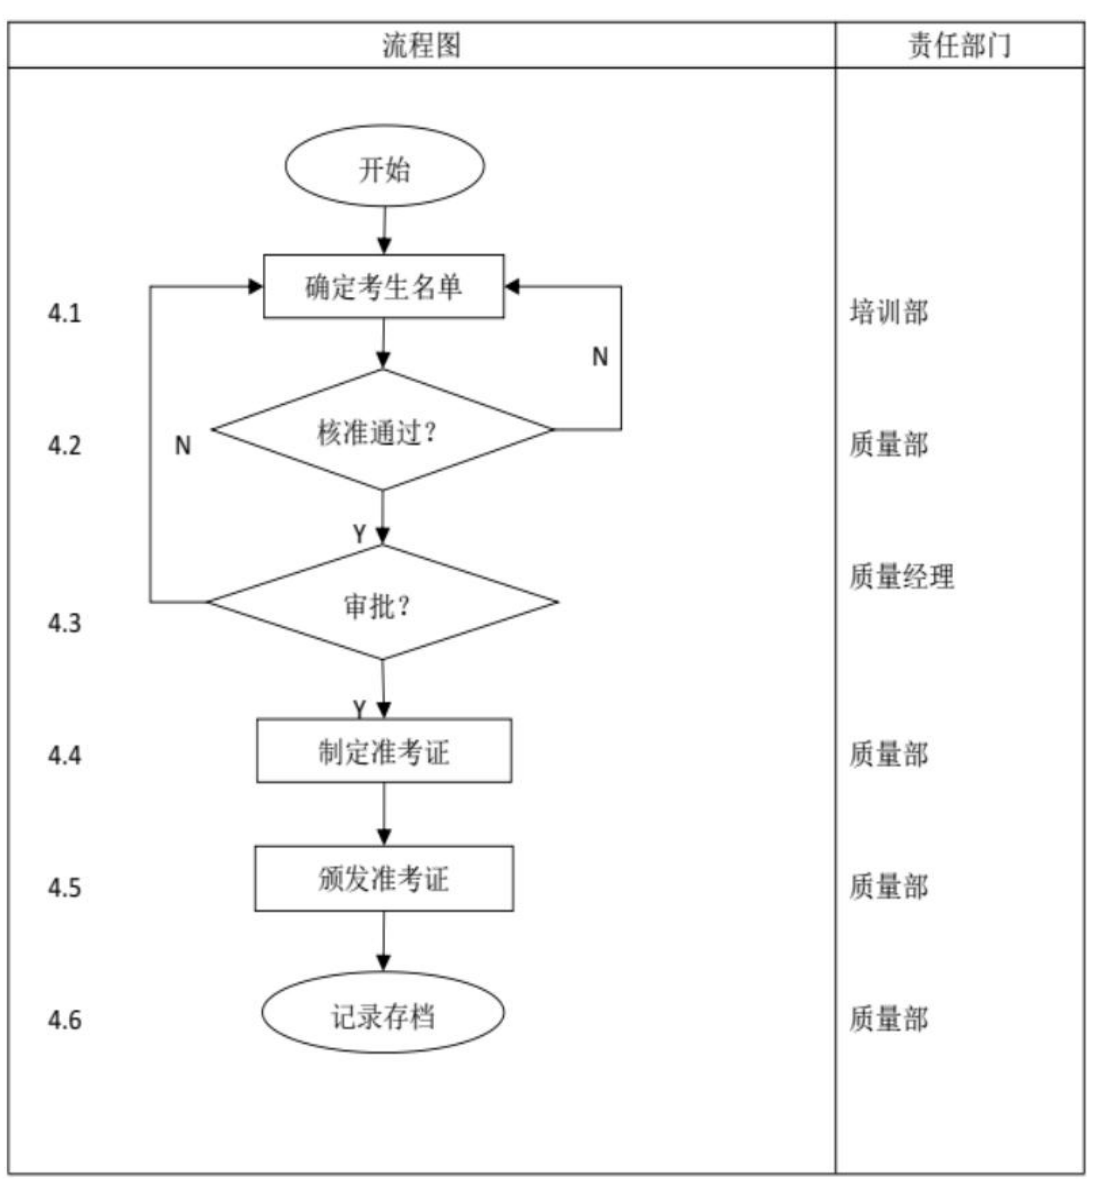 流程图 责任部门
开始
确定考生名单
4.1 培训部
N
核准通过?
4.2 N 质量部
Y
质量经理
审批?
4.3
Y
制定准考证
4.4 质量部
颁发准考证
4.5 质量部
记录存档
4.6 质量部